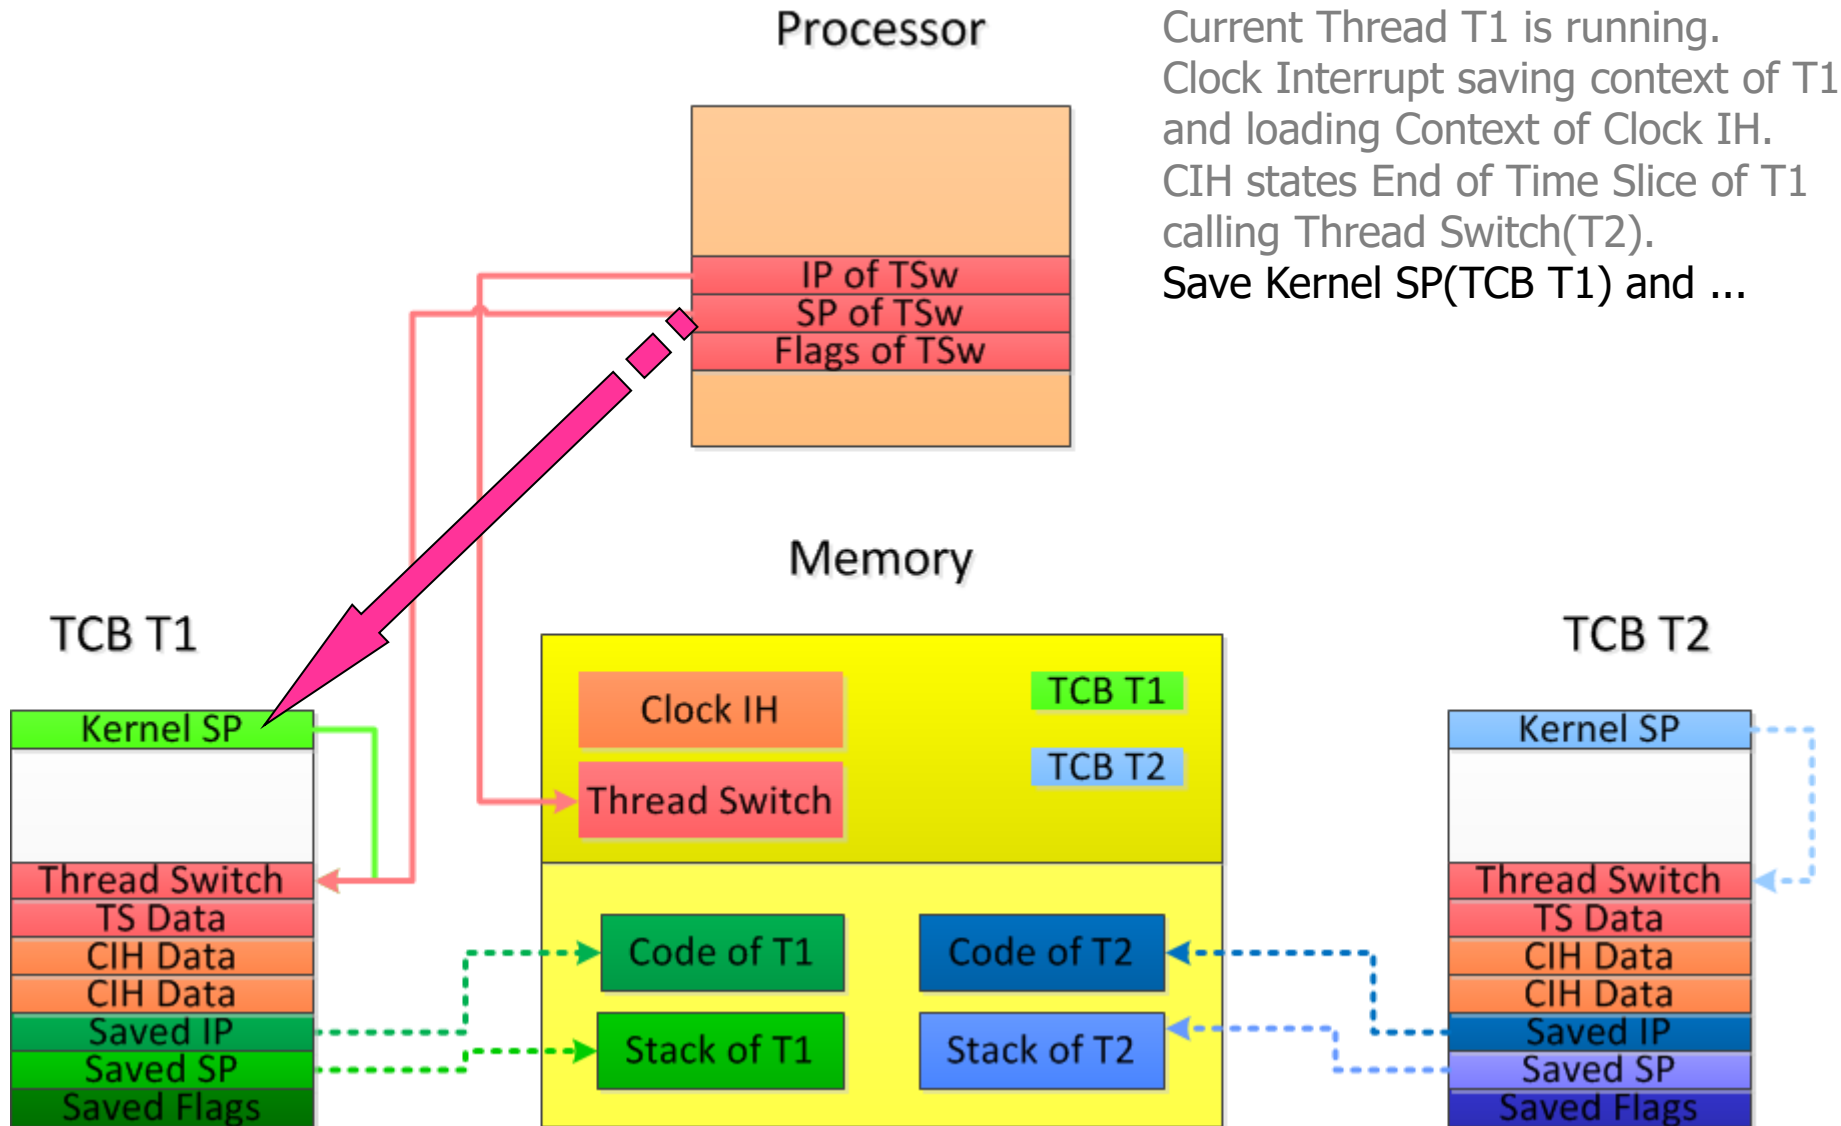 Processor
Current Thread T1 is running.
Clock Interrupt saving context of T1
and loading Context of Clock IH.
CIH states End of Time Slice of T1
calling Thread Switch(T2).
Save Kernel SP(TCB T1) and ...
IP of TSw
SP of TSw
Flags of TSw
Memory
TCB T1
Kernel SP
Thread Switch
TS Data
CIH Data
CIH Data
Saved IP
Saved SP
Saved Flags
Clock IH
Thread Switch
TCB T1
TCB T2
Code of T1
Code of T2
Stack of T1
Stack of T2
TCB T2
Kernel SP
Thread Switch
TS Data
CIH Data
CIH Data
Saved IP
Saved SP
Saved Flags